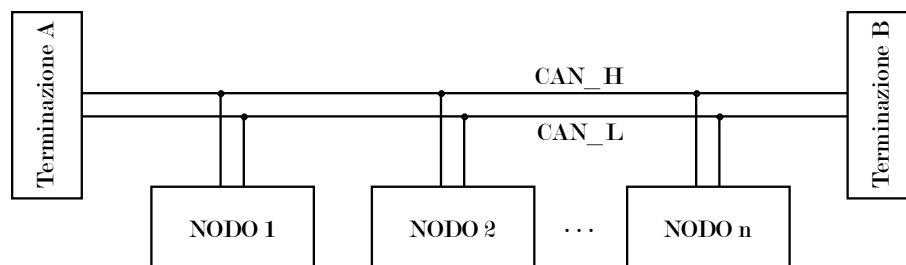 Terminazione A
CAN_H
CAN_L
Terminazione B
NODO 1
NODO 2
...
NODO n